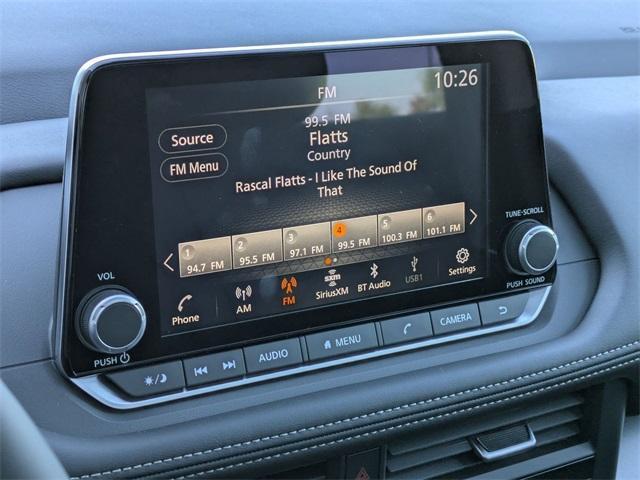 10:26
FM
99.5 FM
Flatts
Country
Source
FM Menu
Rascal Flatts - I Like The Sound Of
That
1 2 3 4 5 6
94.7 FM 95.5 FM 97.1 FM 99.5 FM 100.3 FM 101.1 FM
sxm
Phone AM FM SiriusXM BT Audio USB1 Settings
VOL
PUSH
TUNE-SCROLL
PUSH SOUND
AUDIO MENU CAMERA